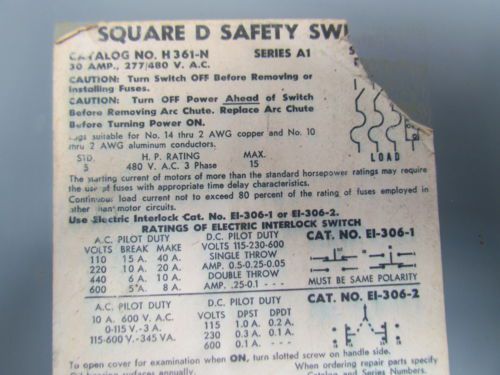 SQUARE D SAFETY SWI
CATALOG NO. H361-N SERIES A1
30 AMP., 277/480 V. A.C.
CAUTION: Turn Switch OFF Before Removing or
Installing Fuses.
CAUTION: Turn OFF Power Ahead of Switch
Before Removing Arc Chute. Replace Arc Chute
Before Turning Power ON.
Lugs suitable for No. 14 thru 2 AWG copper and No. 10
thru 2 AWG aluminum conductors.
LOAD
STD. H.P. RATING MAX.
5 480 V. A.C. 3 Phase 15
The starting current of motors of more than the standard horsepower rating may require
the use of fuses with appropriate time delay characteristics.
Continuous load current not to exceed 80 percent of the rating of fuses employed in
other than motor circuits.
Use Electric Interlock Cat. No. EI-306-1 or EI-306-2.
RATINGS OF ELECTRIC INTERLOCK SWITCH
A.C. PILOT DUTY D.C. PILOT DUTY CAT. NO. EI-306-1
VOLTS BREAK MAKE VOLTS 115-230-600
110 15 A. 40 A. SINGLE THROW
220 10 A. 20 A. AMP. 0.5-0.25-0.05
440 6 A. 10 A. DOUBLE THROW
600 5 A. 8 A. AMP. .25-0.1 - - -
MUST BE SAME POLARITY
A.C. PILOT DUTY D.C. PILOT DUTY CAT. NO. EI-306-2
10 A. 600 V. A.C. VOLTS DPST DPDT
0-115 V.-3 A. 115 1.0 A. 0.2 A.
115-600 V.-345 VA. 230 0.3 A. 0.1 A.
600 0.1 A. - - -
To open cover for examination when ON, turn slotted screw on handle side.
When ordering repair parts specify
Catalog and Series Numbers.